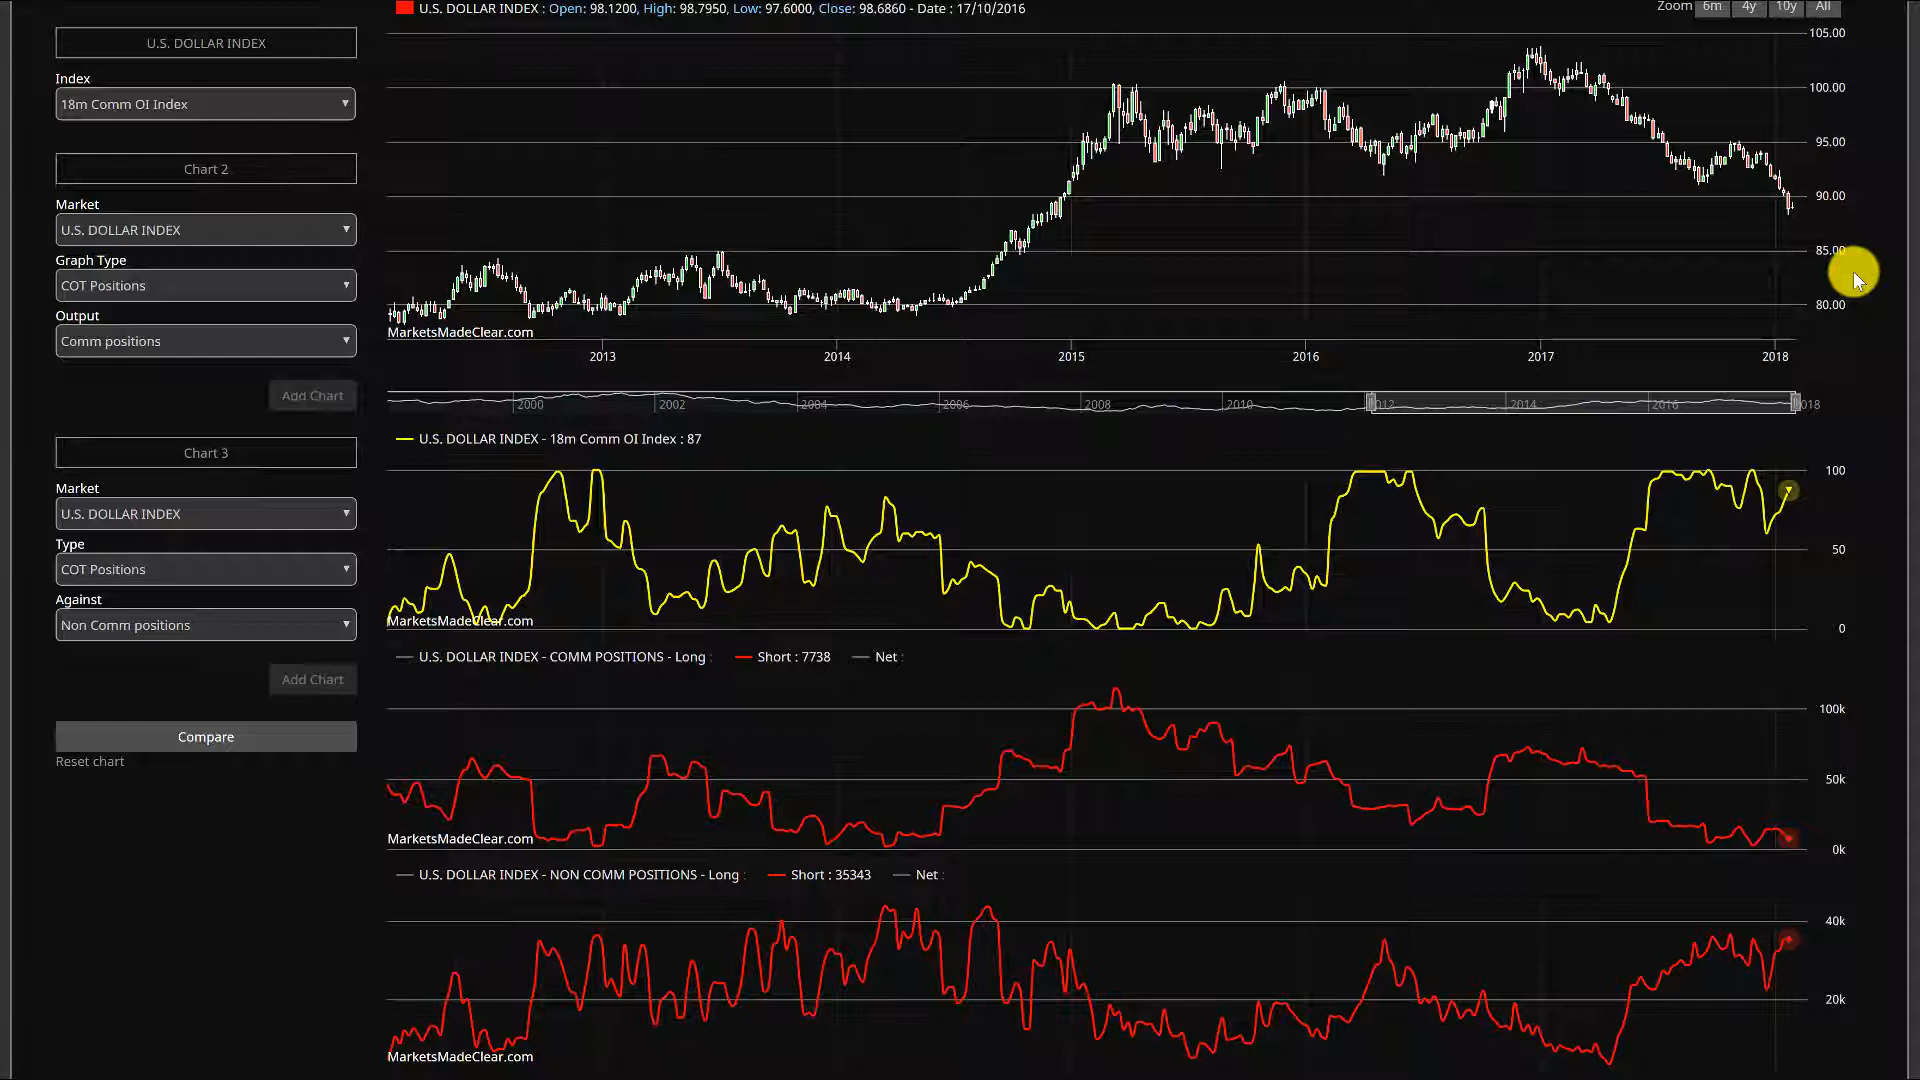 U.S. DOLLAR INDEX : Open: 98.1200, High: 98.7950, Low: 97.6000, Close: 98.6860 - Date : 17/10/2016
Zoom 6m 4y 10y All
U.S. DOLLAR INDEX
Index
18m Comm OI Index
Chart 2
Market
U.S. DOLLAR INDEX
Graph Type
COT Positions
Output
Comm positions
Add Chart
Chart 3
Market
U.S. DOLLAR INDEX
Type
COT Positions
Against
Non Comm positions
Add Chart
Compare
Reset chart
105.00
100.00
95.00
90.00
85.00
80.00
MarketsMadeClear.com
2013 2014 2015 2016 2017 2018
2000 2002 2004 2006 2008 2010 2012 2014 2016 2018
U.S. DOLLAR INDEX - 18m Comm OI Index : 87
100
50
0
MarketsMadeClear.com
U.S. DOLLAR INDEX - COMM POSITIONS - Long : Short : 7738 Net :
100k
50k
0k
MarketsMadeClear.com
U.S. DOLLAR INDEX - NON COMM POSITIONS - Long : Short : 35343 Net :
40k
20k
MarketsMadeClear.com